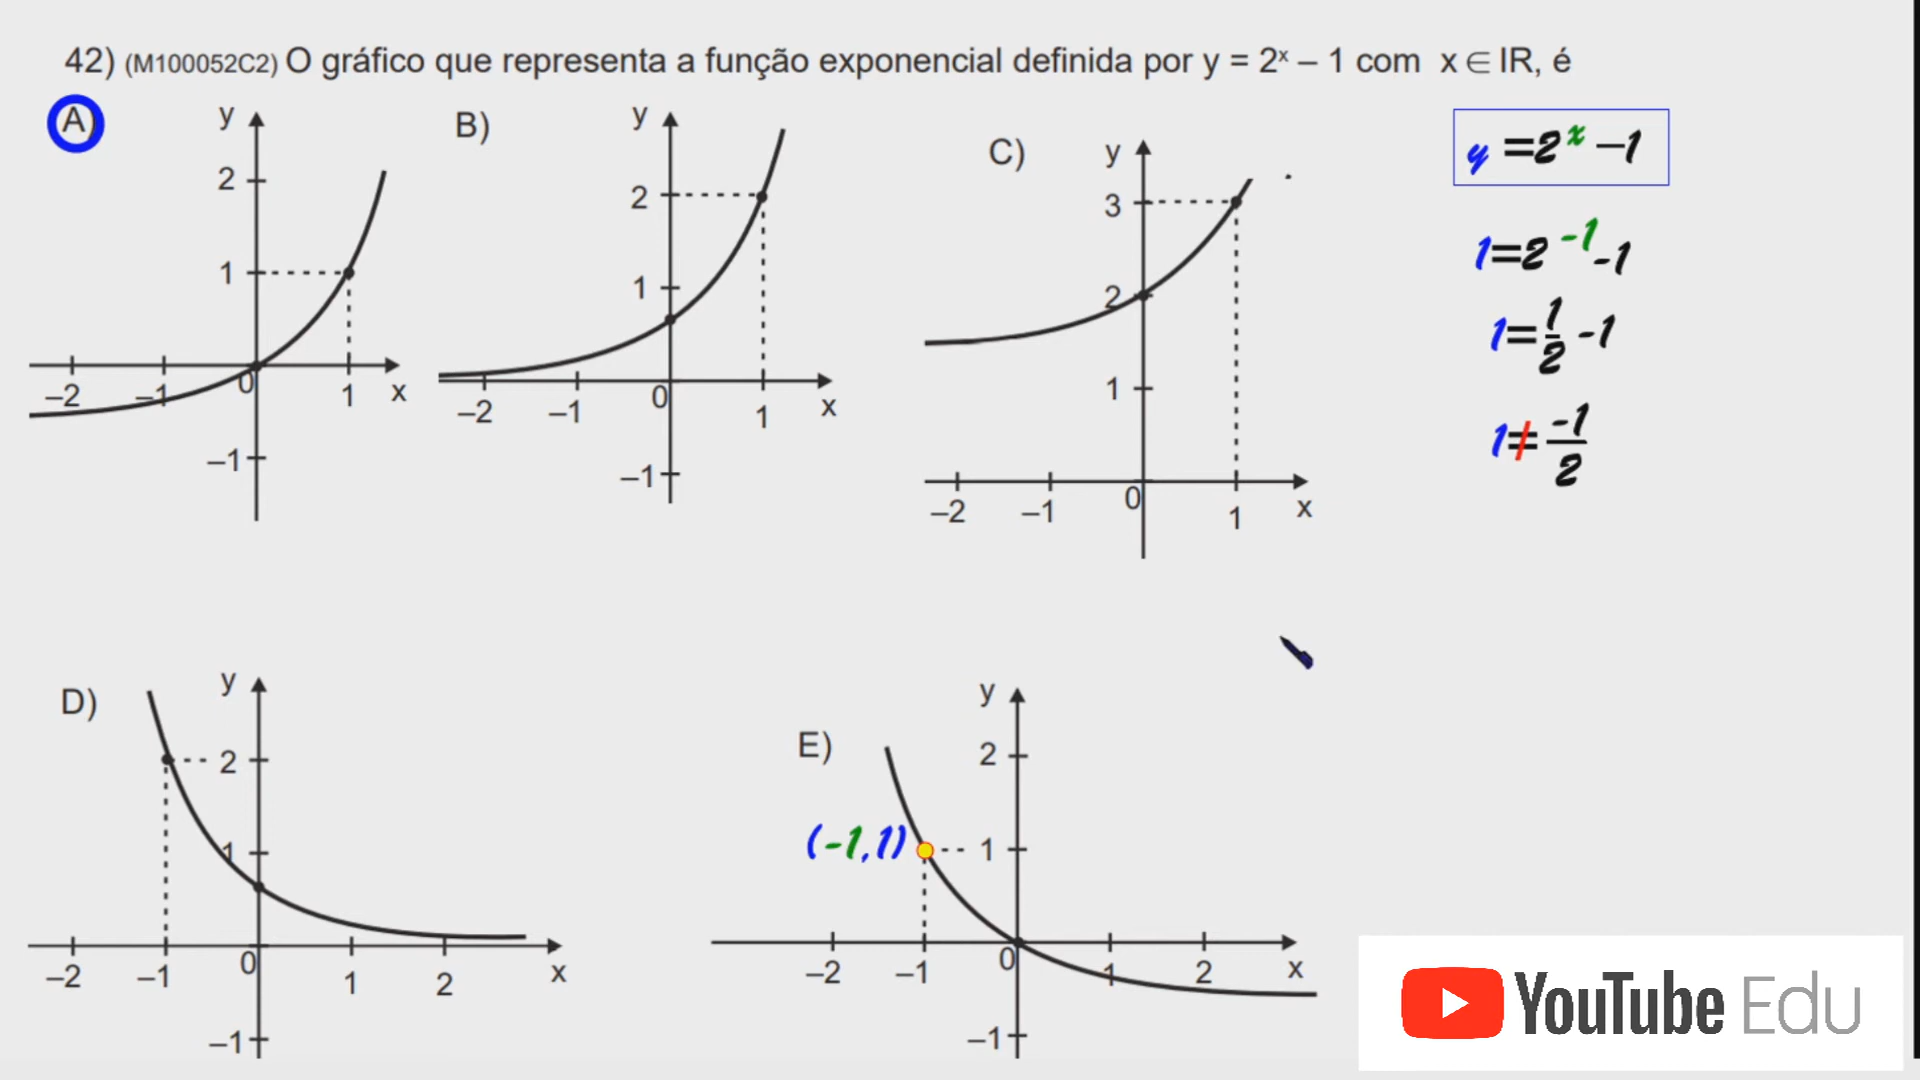 42) (M100052C2) O gráfico que representa a função exponencial definida por y = 2ˣ – 1 com x ∈ IR, é
A)
y
2
1
–2
–1
0
1
x
–1
B)
y
2
1
–2
–1
0
1
x
–1
C)
y
3
2
1
–2
–1
0
1
x
y = 2ˣ – 1
1 = 2⁻¹ - 1
1 = 1/2 - 1
1 ≠ -1/2
D)
y
2
1
–2
–1
0
1
2
x
–1
E)
y
2
(-1, 1)
1
–2
–1
0
1
2
x
–1
YouTube Edu